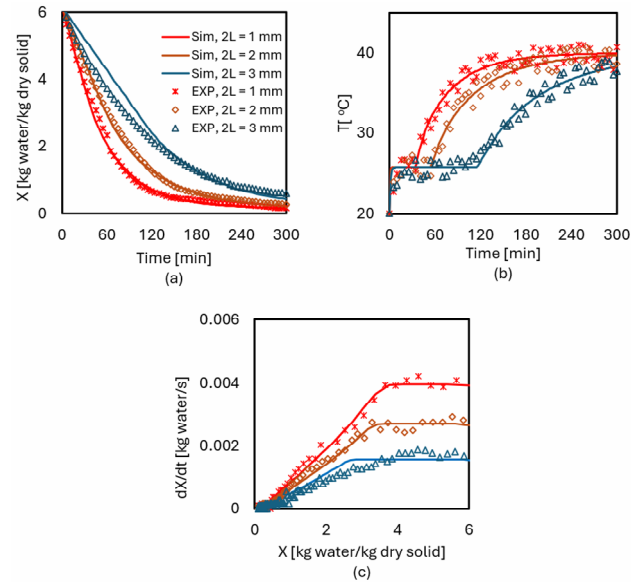 X [kg water/kg dry solid]
6
4
2
0
Sim, 2L = 1 mm
Sim, 2L = 2 mm
Sim, 2L = 3 mm
EXP, 2L = 1 mm
EXP, 2L = 2 mm
EXP, 2L = 3 mm
0 60 120 180 240 300
Time [min]
(a)
T[ °C]
40
30
20
0 60 120 180 240 300
Time [min]
(b)
dX/dt [kg water/s]
0.006
0.004
0.002
0
0 2 4 6
X [kg water/kg dry solid]
(c)